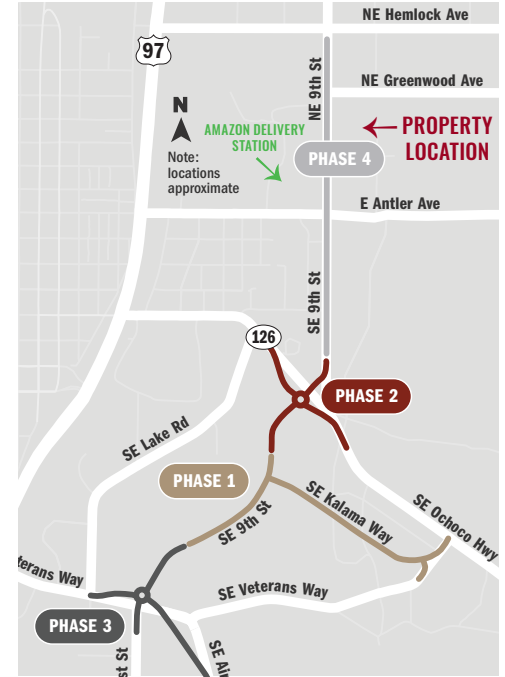 NE Hemlock Ave
97
NE 9th St
NE Greenwood Ave
N
AMAZON DELIVERY
STATION
PROPERTY
LOCATION
Note:
locations
approximate
PHASE 4
E Antler Ave
SE 9th St
126
PHASE 2
SE Lake Rd
PHASE 1
SE Kalama Way
SE 9th St
SE Ochoco Hwy
terans Way
SE Veterans Way
PHASE 3
SE Air
st St